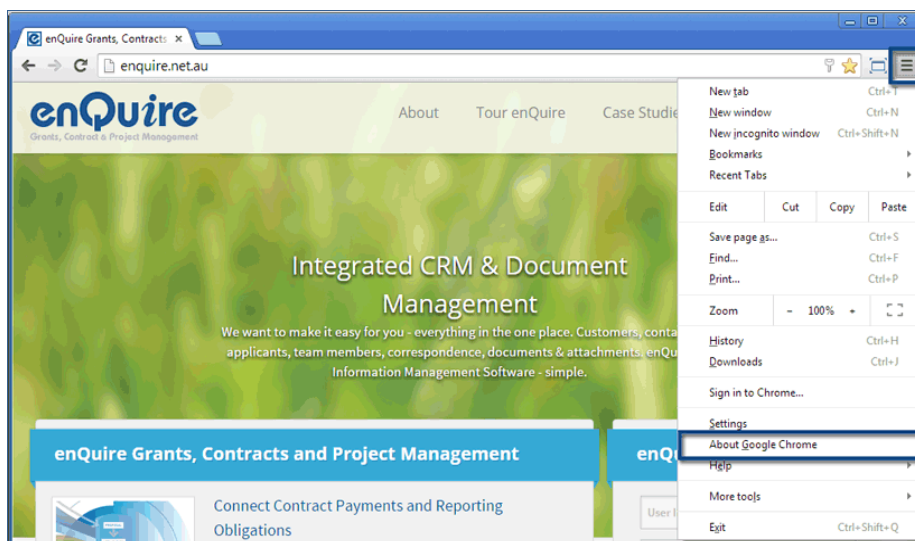 enQuire Grants, Contracts
enquire.net.au
enQuire
Grants, Contract & Project Management
About Tour enQuire Case Studie
New tab Ctrl+T
New window Ctrl+N
New incognito window Ctrl+Shift+N
Bookmarks
Recent Tabs
Edit Cut Copy Paste
Save page as... Ctrl+S
Find... Ctrl+F
Print... Ctrl+P
Zoom - 100% +
History Ctrl+H
Downloads Ctrl+J
Sign in to Chrome...
Settings
About Google Chrome
Help
More tools
Exit Ctrl+Shift+Q
Integrated CRM & Document
Management
We want to make it easy for you - everything in the one place. Customers, conta
applicants, team members, correspondence, documents & attachments. enQu
Information Management Software - simple.
enQuire Grants, Contracts and Project Management
Connect Contract Payments and Reporting
Obligations
enQ
User I